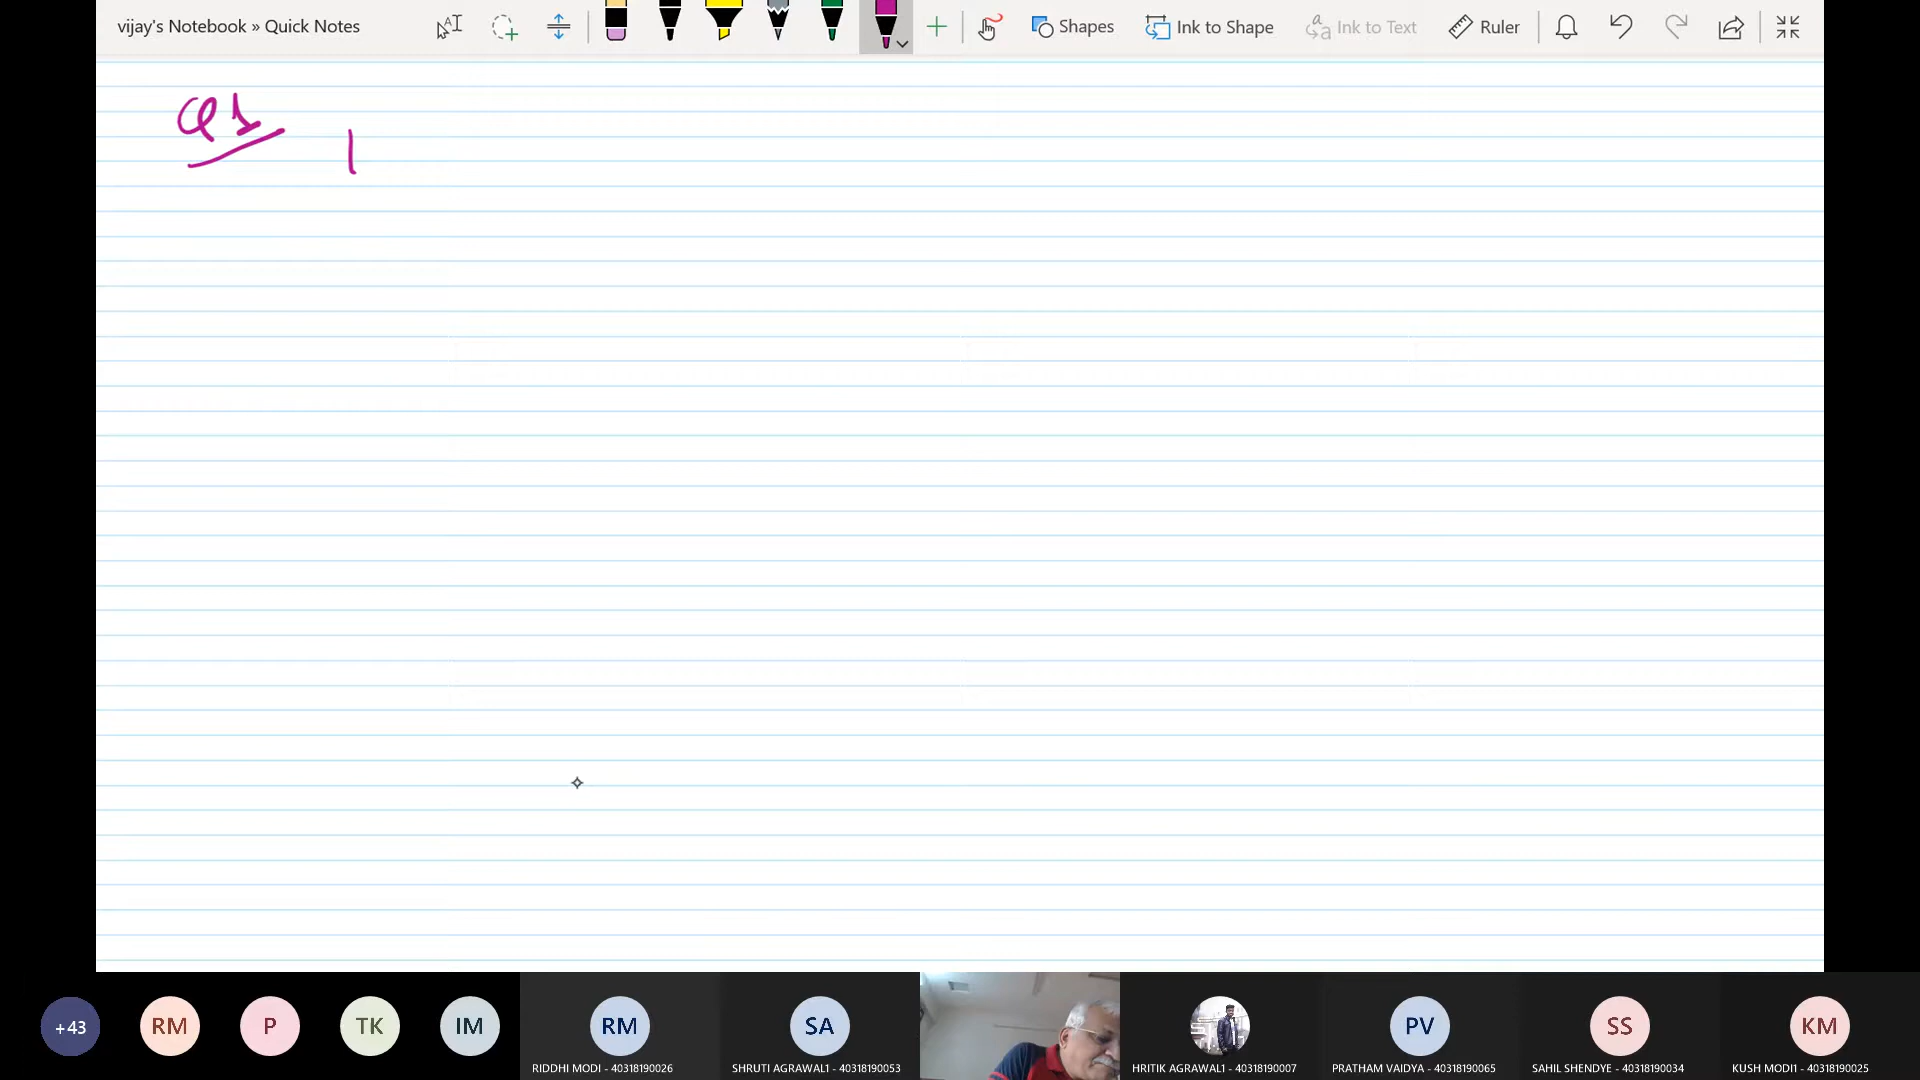 vijay's Notebook » Quick Notes
Shapes
Ink to Shape
Ink to Text
Ruler
Q1 1
+43
RM
P
TK
IM
RM
SA
PV
SS
KM
RIDDHI MODI - 40318190026
SHRUTI AGRAWAL1 - 40318190053
HRITIK AGRAWAL1 - 40318190007
PRATHAM VAIDYA - 40318190065
SAHIL SHENDYE - 40318190034
KUSH MODI1 - 40318190025